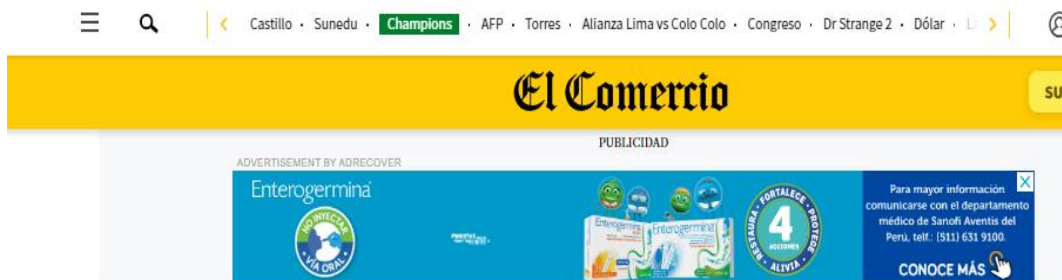 Castillo · Sunedu · Champions · AFP · Torres · Alianza Lima vs Colo Colo · Congreso · Dr Strange 2 · Dólar
El Comercio
SU
PUBLICIDAD
ADVERTISEMENT BY ADRECOVER
Enterogermina
NO INYECTAR
VÍA ORAL
Enterogermina
Enterogermina
FORTALECE · PROTEGE · ALIVIA · RESTAURA
4
ACCIONES
Para mayor información
comunicarse con el departamento
médico de Sanofi Aventis del
Perú, telf.: (511) 631 9100.
CONOCE MÁS